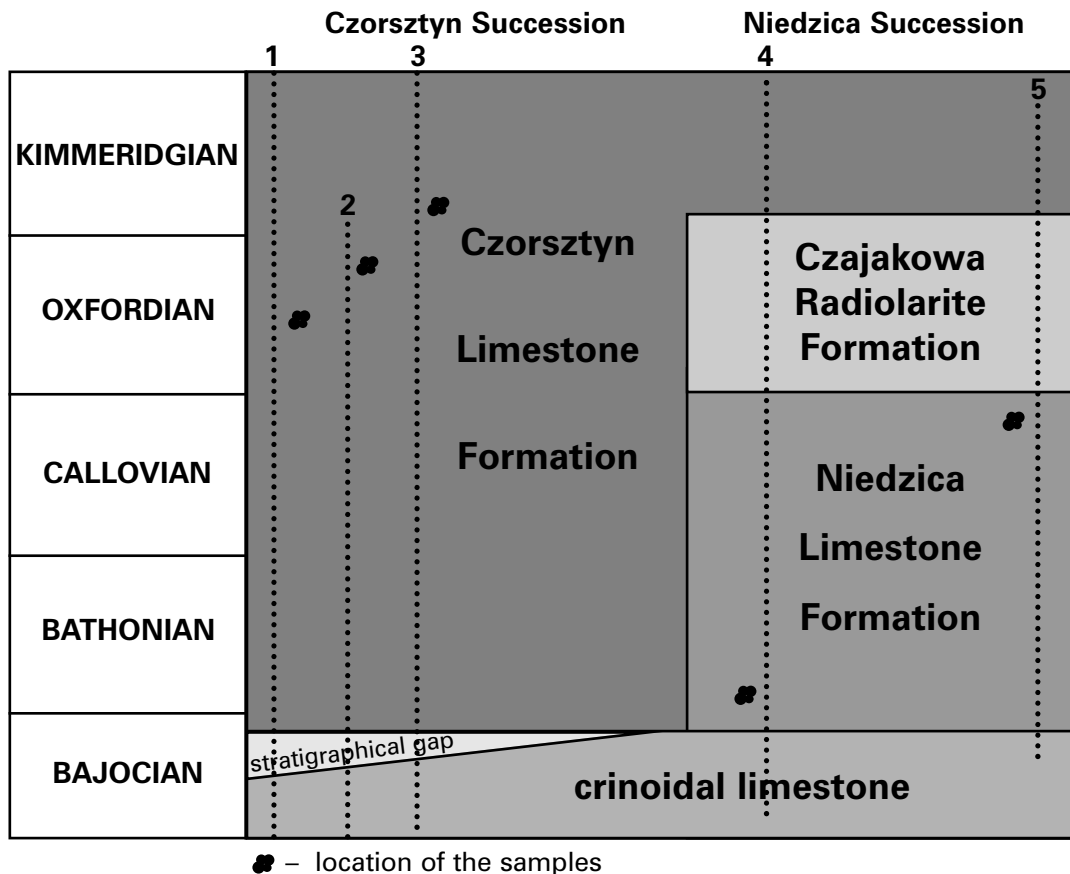 Czorsztyn Succession
Niedzica Succession
1
3
4
5
2
KIMMERIDGIAN
OXFORDIAN
CALLOVIAN
BATHONIAN
BAJOCIAN
Czorsztyn
Limestone
Formation
Czajakowa
Radiolarite
Formation
Niedzica
Limestone
Formation
stratigraphical gap
crinoidal limestone
– location of the samples